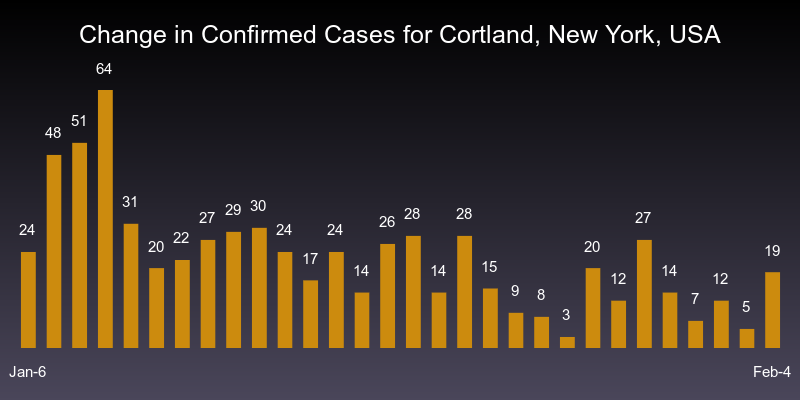 Change in Confirmed Cases for Cortland, New York, USA
24 48 51 64 31 20 22 27 29 30 24 17 24 14 26 28 14 28 15 9 8 3 20 12 27 14 7 12 5 19
Jan-6 Feb-4